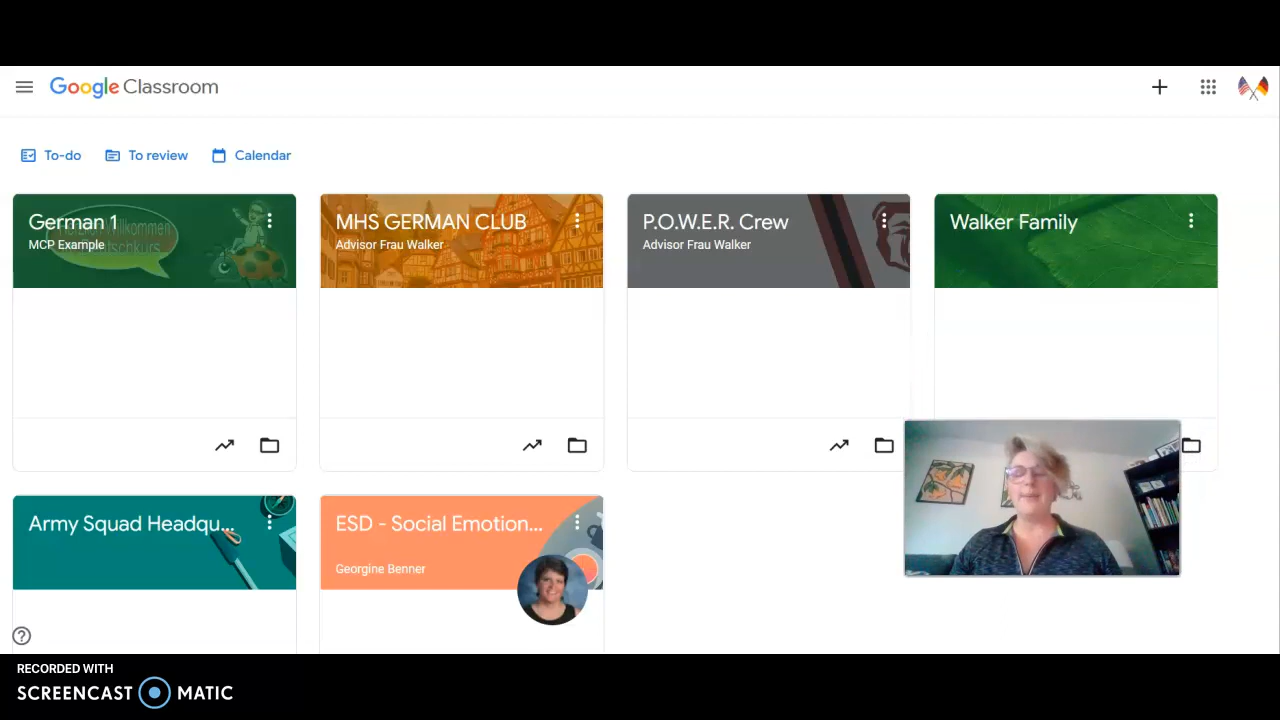 Google Classroom
To-do
To review
Calendar
German 1
MCP Example
MHS GERMAN CLUB
Advisor Frau Walker
P.O.W.E.R. Crew
Advisor Frau Walker
Walker Family
Army Squad Headqu...
ESD - Social Emotion...
Georgine Benner
RECORDED WITH
SCREENCAST MATIC